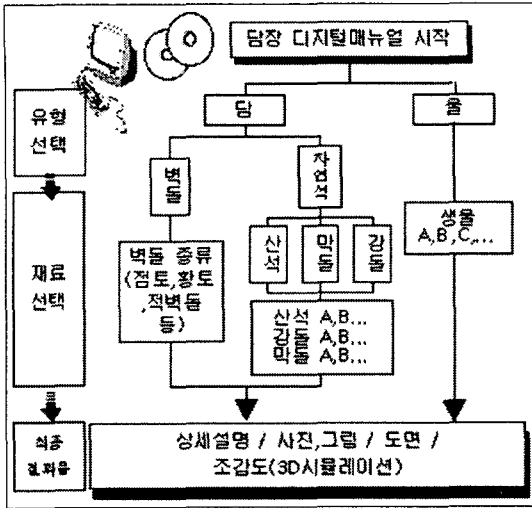 담장 디지털매뉴얼 시작
유형
선택
담
울
벽돌
자연석
산석
막돌
강돌
생물
A,B,C,...
재료
선택
벽돌 종류
(점토,황토
,적벽돌
등)
산석 A,B...
강돌 A,B...
막돌 A,B...
최종
결과물
상세설명 / 사진,그림 / 도면 /
조감도(3D시뮬레이션)